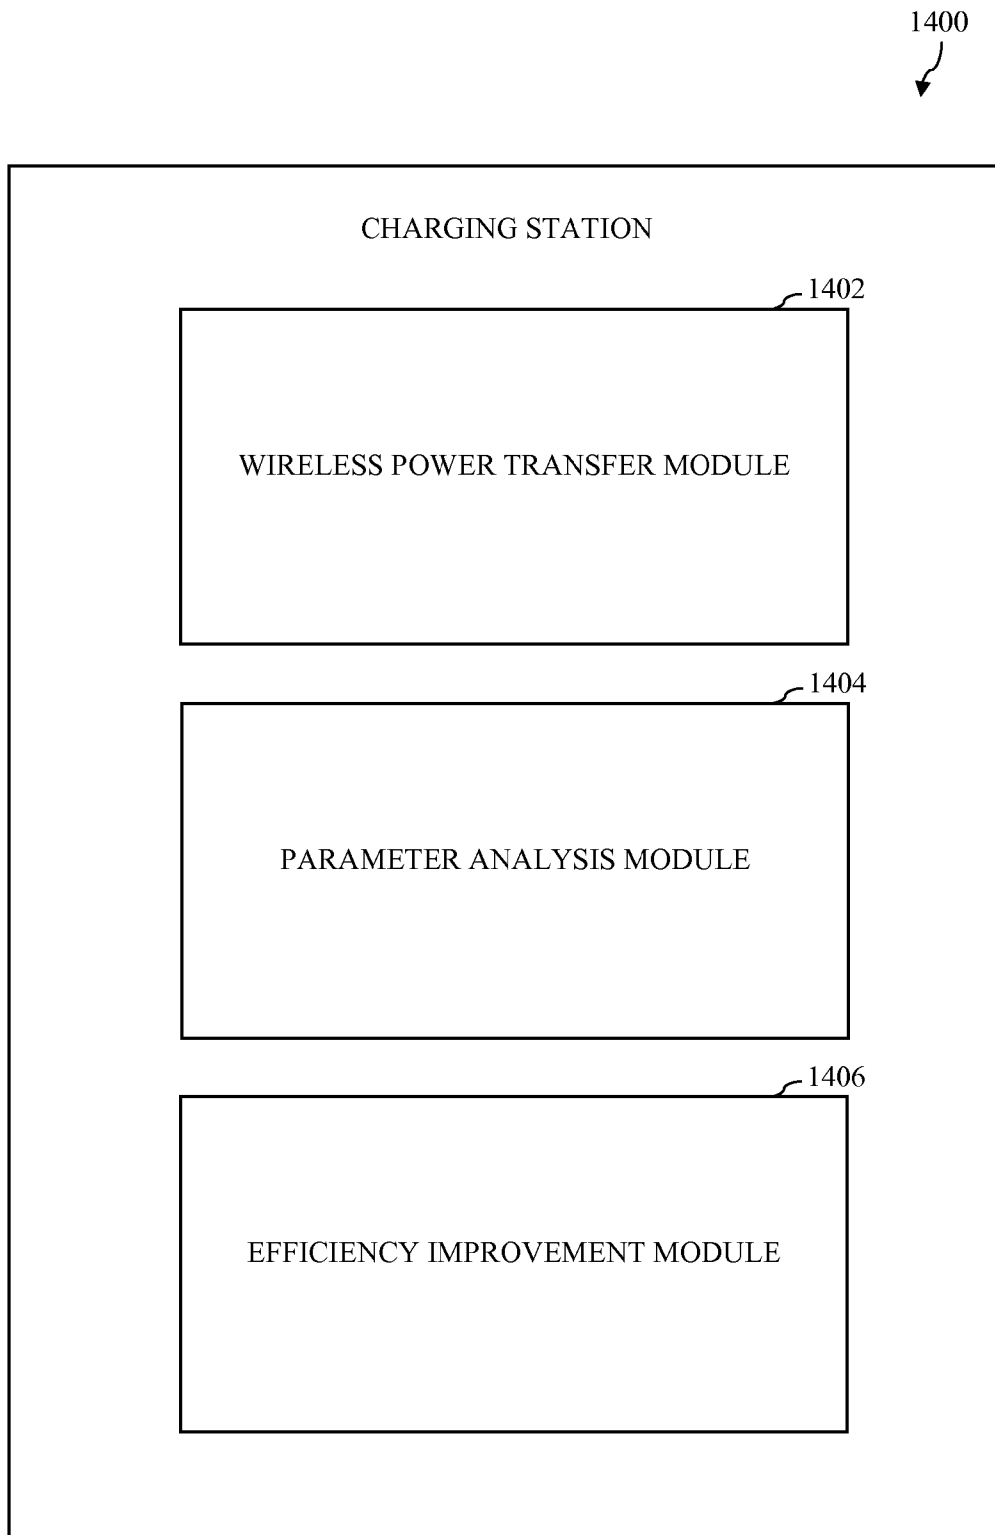 1400
CHARGING STATION
1402
WIRELESS POWER TRANSFER MODULE
1404
PARAMETER ANALYSIS MODULE
1406
EFFICIENCY IMPROVEMENT MODULE